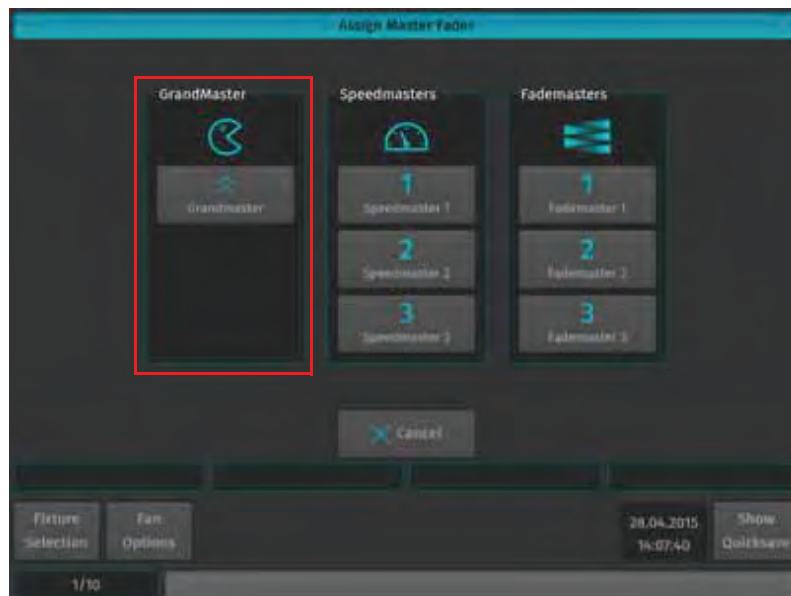 Assign Master Fader
GrandMaster
Speedmasters
Fademasters
Grandmaster
1
Speedmaster 1
1
Fademaster 1
2
Speedmaster 2
2
Fademaster 2
3
Speedmaster 3
3
Fademaster 3
Cancel
Fixture
Selection
Fan
Options
28.04.2015
14:07:40
Show
Quicksave
1/10